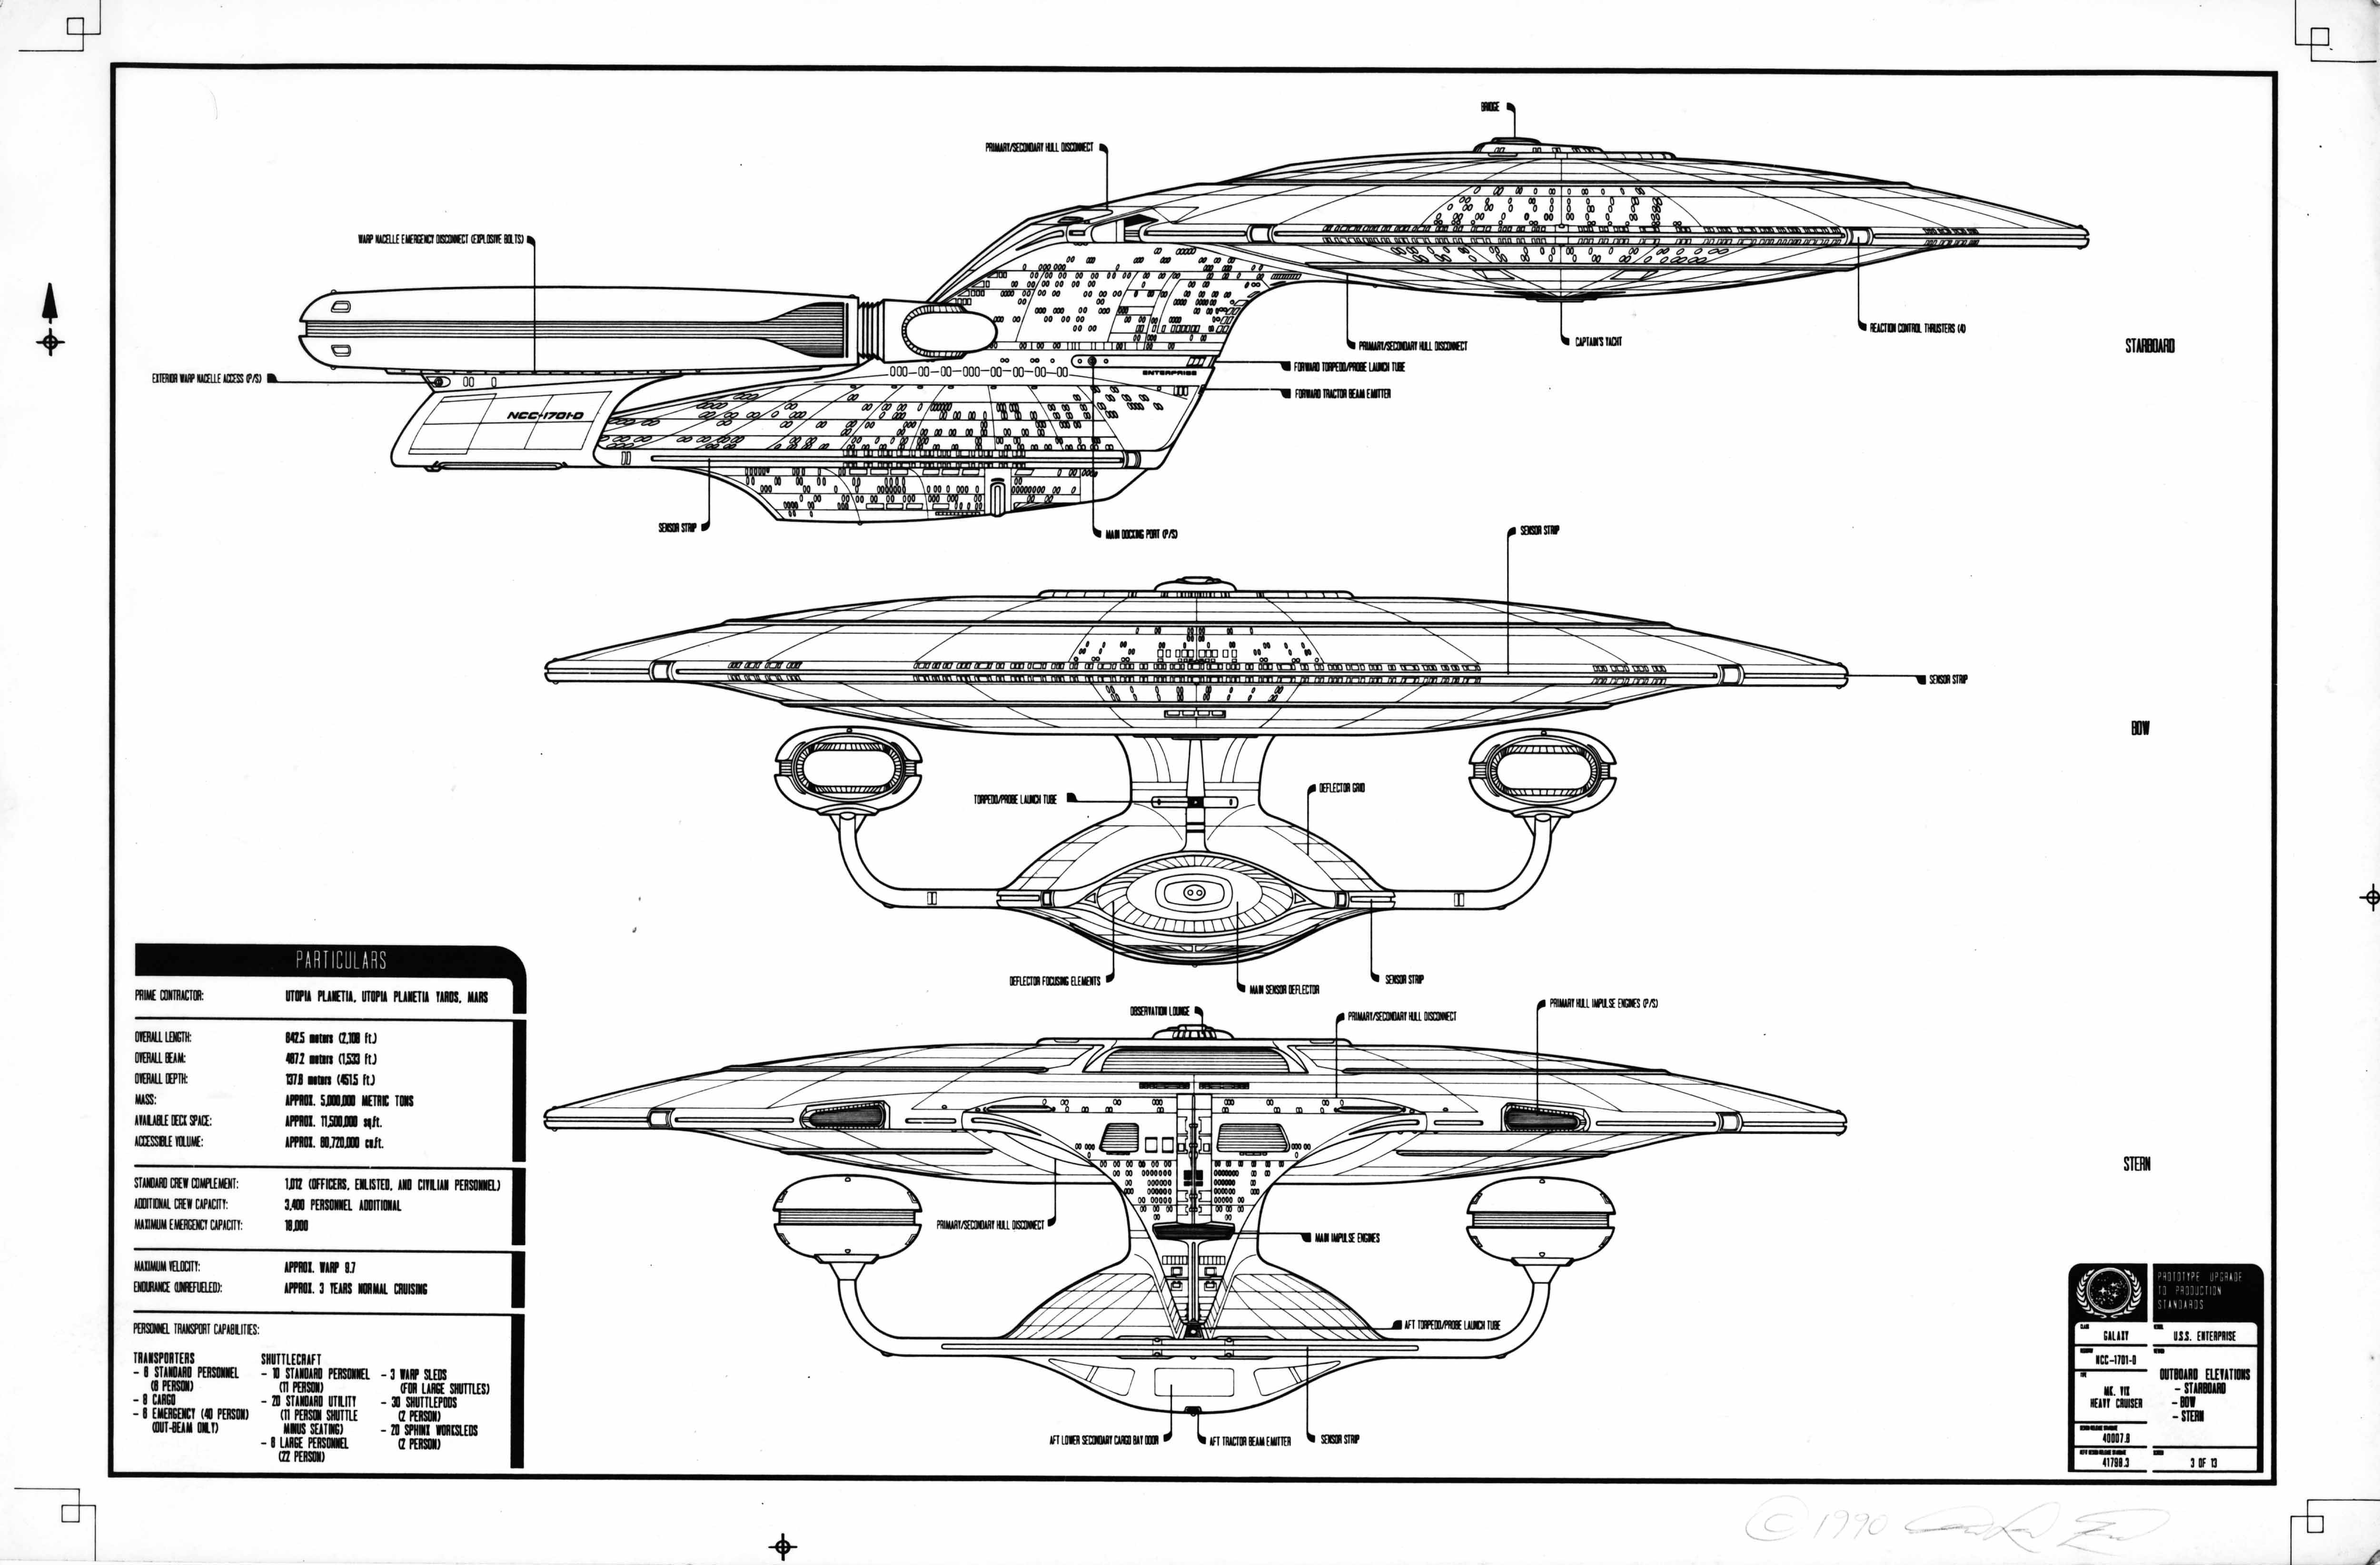 BRIDGE
PRIMARY/SECONDARY HULL DISCONNECT
WARP NACELLE EMERGENCY DISCONNECT (EXPLOSIVE BOLTS)
EXTERIOR WARP NACELLE ACCESS (P/S)
NCC-1701-D
ENTERPRISE
REACTION CONTROL THRUSTERS (4)
CAPTAIN'S YACHT
PRIMARY/SECONDARY HULL DISCONNECT
STARBOARD
FORWARD TORPEDO/PROBE LAUNCH TUBE
FORWARD TRACTOR BEAM EMITTER
SENSOR STRIP
MAIN DOCKING PORT (P/S)
SENSOR STRIP
SENSOR STRIP
BOW
TORPEDO/PROBE LAUNCH TUBE
DEFLECTOR GRID
DEFLECTOR FOCUSING ELEMENTS
MAIN SENSOR DEFLECTOR
SENSOR STRIP
OBSERVATION LOUNGE
PRIMARY/SECONDARY HULL DISCONNECT
PRIMARY HULL IMPULSE ENGINES (P/S)
STERN
PRIMARY/SECONDARY HULL DISCONNECT
MAIN IMPULSE ENGINES
AFT TORPEDO/PROBE LAUNCH TUBE
AFT LOWER SECONDARY CARGO BAY DOOR
AFT TRACTOR BEAM EMITTER
SENSOR STRIP
PARTICULARS
PRIME CONTRACTOR: UTOPIA PLANETIA, UTOPIA PLANETIA YARDS, MARS
OVERALL LENGTH: 642.5 meters (2,108 ft.)
OVERALL BEAM: 467.2 meters (1,533 ft.)
OVERALL DEPTH: 137.6 meters (451.5 ft.)
MASS: APPROX. 5,000,000 METRIC TONS
AVAILABLE DECK SPACE: APPROX. 11,500,000 sq.ft.
ACCESSIBLE VOLUME: APPROX. 80,720,000 cu.ft.
STANDARD CREW COMPLEMENT: 1,012 (OFFICERS, ENLISTED, AND CIVILIAN PERSONNEL)
ADDITIONAL CREW CAPACITY: 3,400 PERSONNEL ADDITIONAL
MAXIMUM EMERGENCY CAPACITY: 18,000
MAXIMUM VELOCITY: APPROX. WARP 9.7
ENDURANCE (UNREFUELED): APPROX. 3 YEARS NORMAL CRUISING
PERSONNEL TRANSPORT CAPABILITIES:
TRANSPORTERS
- 6 STANDARD PERSONNEL
(6 PERSON)
- 8 CARGO
- 6 EMERGENCY (40 PERSON)
(OUT-BEAM ONLY)
SHUTTLECRAFT
- 10 STANDARD PERSONNEL
(11 PERSON)
- 20 STANDARD UTILITY
(11 PERSON SHUTTLE
MINUS SEATING)
- 6 LARGE PERSONNEL
(22 PERSON)
- 3 WARP SLEDS
(FOR LARGE SHUTTLES)
- 30 SHUTTLEPODS
(2 PERSON)
- 20 SPHINX WORKSLEDS
(2 PERSON)
PROTOTYPE UPGRADE
TO PRODUCTION
STANDARDS
CLASS
GALAXY
U.S.S. ENTERPRISE
NCC-1701-D
TYPE
MK. VIX
HEAVY CRUISER
OUTBOARD ELEVATIONS
- STARBOARD
- BOW
- STERN
40007.8
41798.3
3 OF 13
© 1990